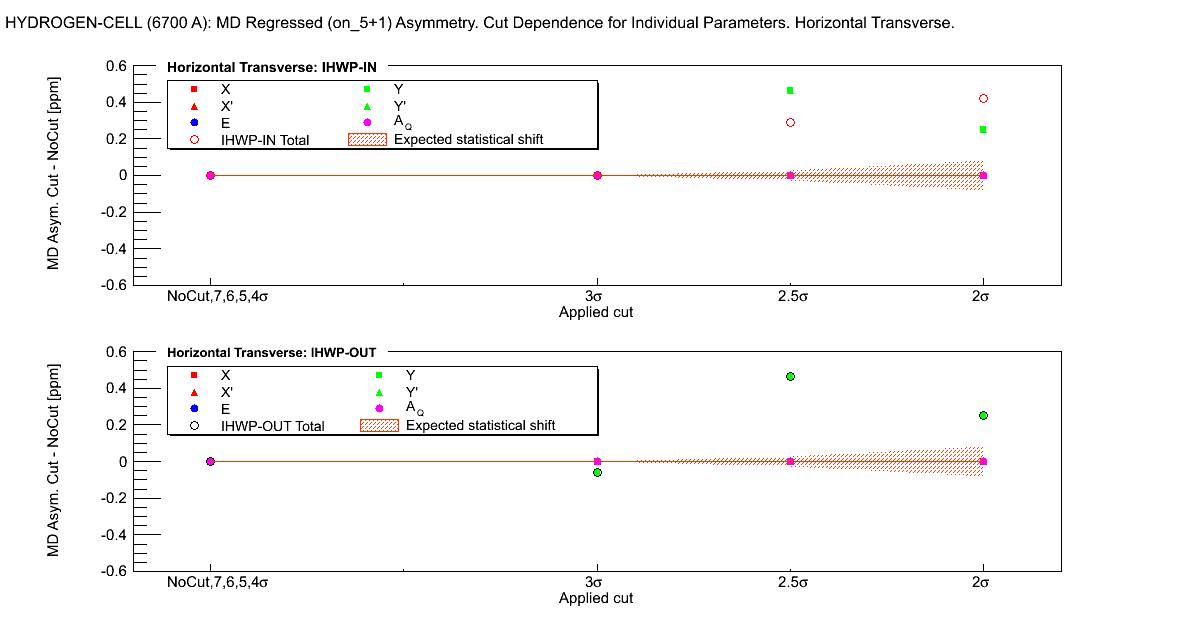 HYDROGEN-CELL (6700 A): MD Regressed (on_5+1) Asymmetry. Cut Dependence for Individual Parameters. Horizontal Transverse.
Horizontal Transverse: IHWP-IN
X Y
X' Y'
E A_Q
IHWP-IN Total Expected statistical shift
MD Asym. Cut - NoCut [ppm]
0.6
0.4
0.2
0
-0.2
-0.4
-0.6
NoCut,7,6,5,4σ 3σ 2.5σ 2σ
Applied cut
Horizontal Transverse: IHWP-OUT
X Y
X' Y'
E A_Q
IHWP-OUT Total Expected statistical shift
MD Asym. Cut - NoCut [ppm]
0.6
0.4
0.2
0
-0.2
-0.4
-0.6
NoCut,7,6,5,4σ 3σ 2.5σ 2σ
Applied cut